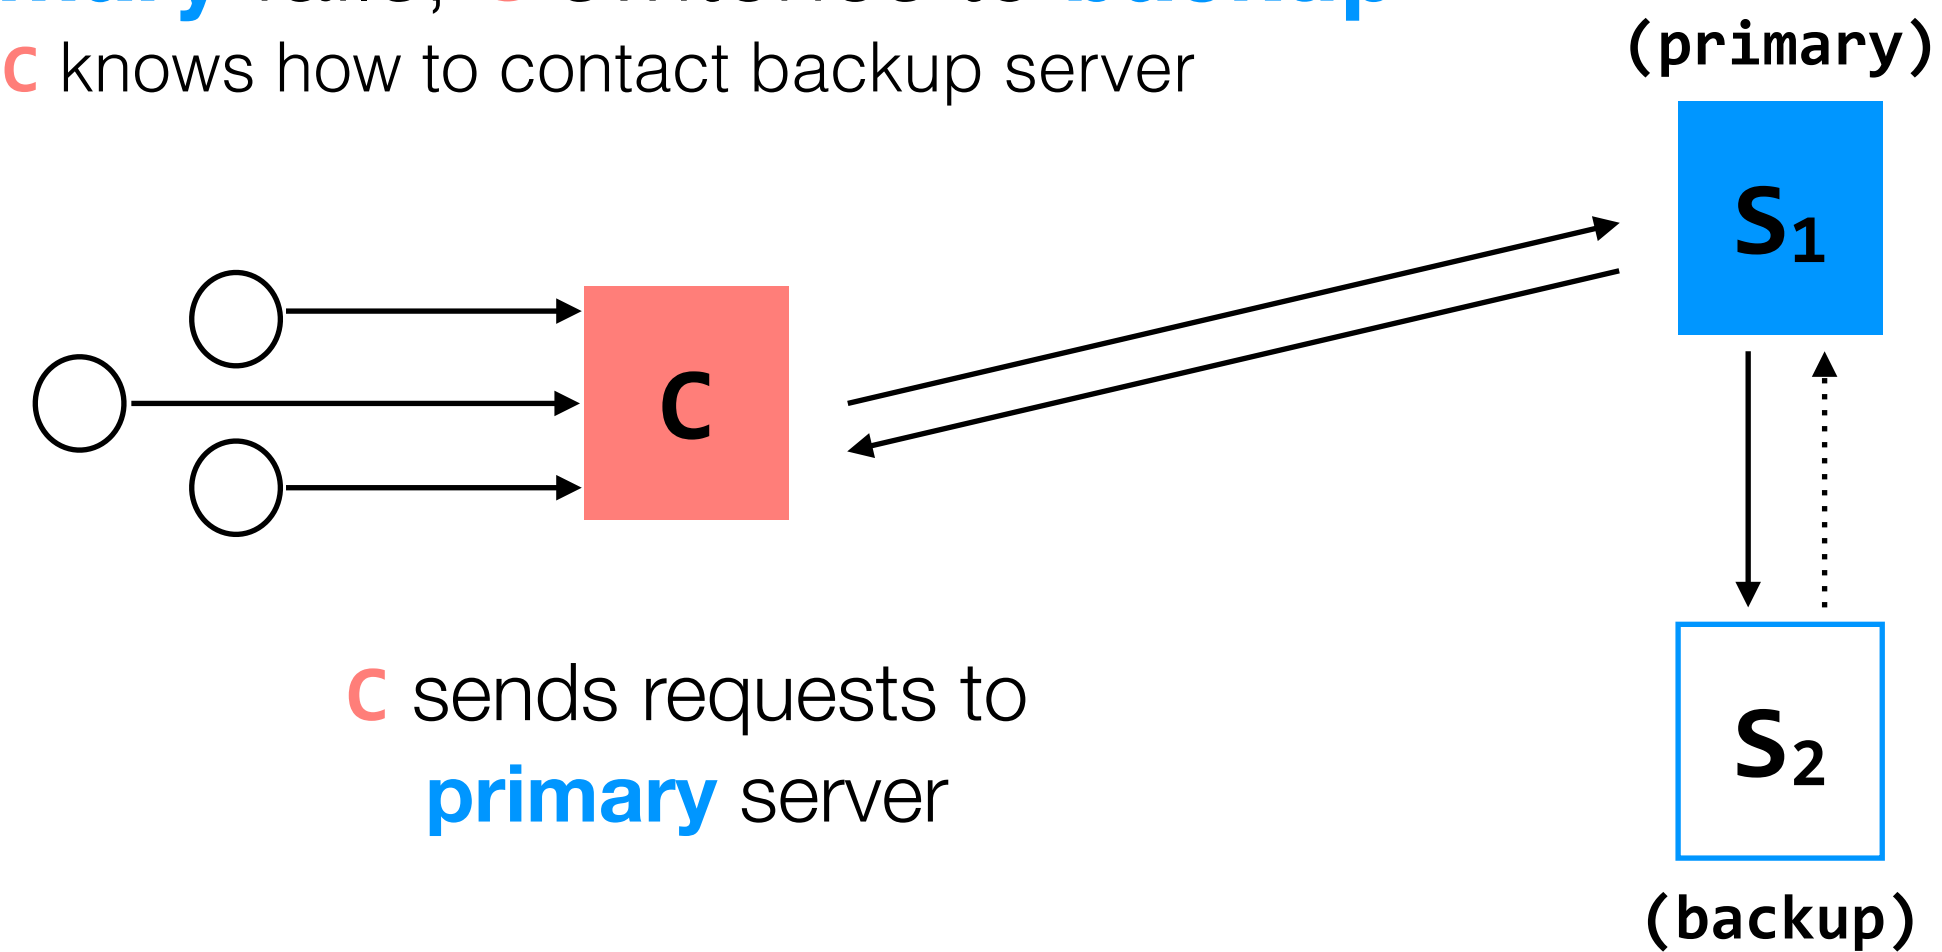 C knows how to contact backup server
(primary)
S1
C
C sends requests to
primary server
S2
(backup)